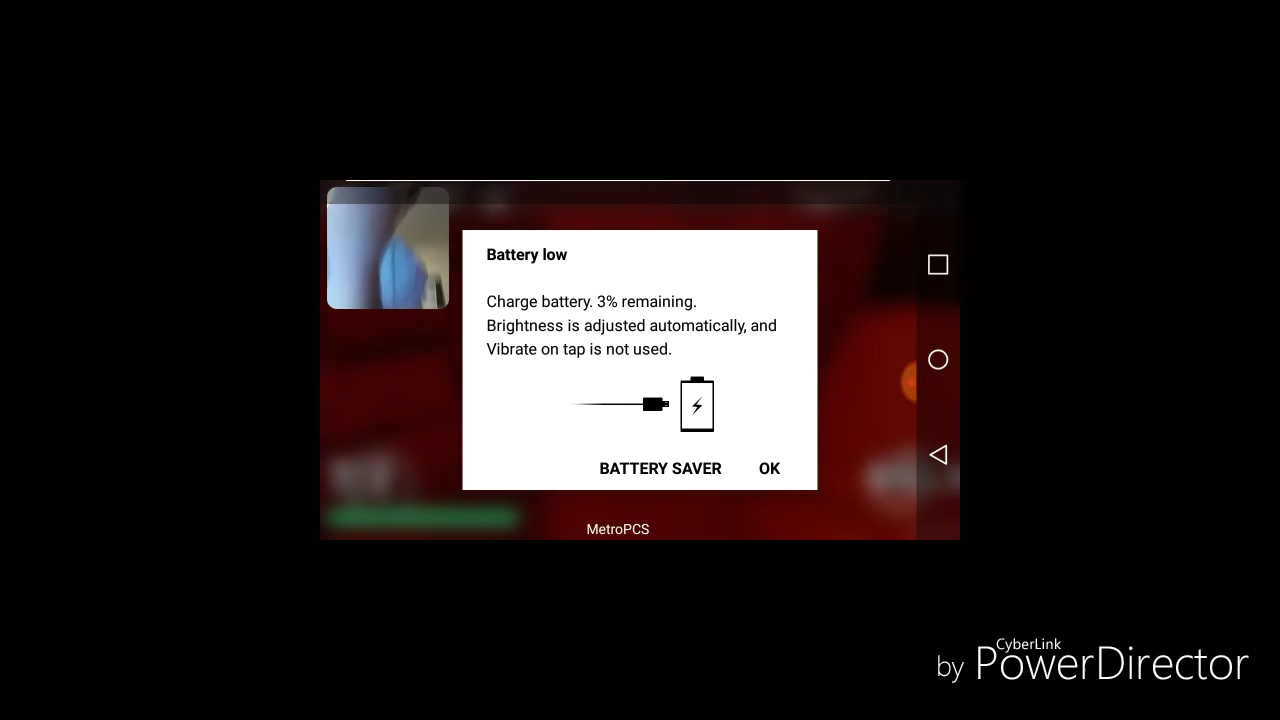 Battery low
Charge battery. 3% remaining.
Brightness is adjusted automatically, and
Vibrate on tap is not used.
BATTERY SAVER OK
MetroPCS
CyberLink
by PowerDirector